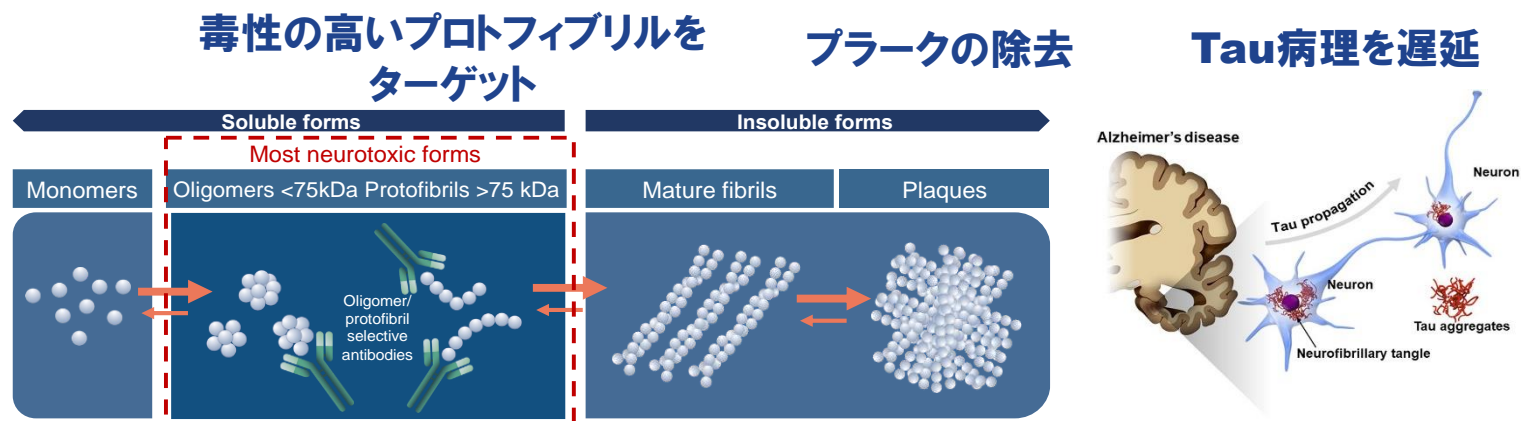 毒性の高いプロトフィブリルを
ターゲット
プラークの除去
Tau病理を遅延
Soluble forms
Insoluble forms
Most neurotoxic forms
Monomers
Oligomers <75kDa Protofibrils >75 kDa
Mature fibrils
Plaques
Oligomer/
protofibril
selective
antibodies
Alzheimer's disease
Neuron
Tau propagation
Neuron
Tau aggregates
Neurofibrillary tangle